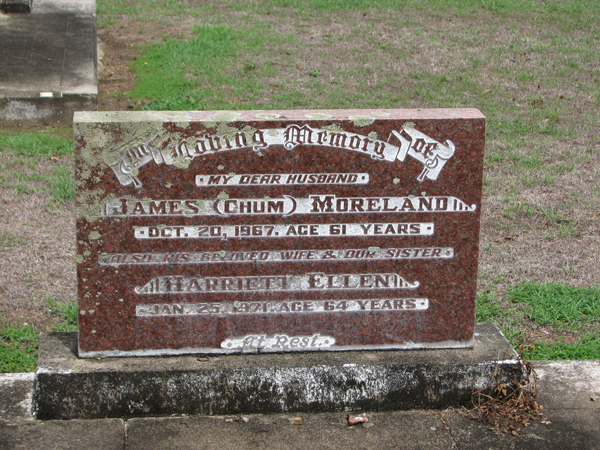 In Loving Memory Of
MY DEAR HUSBAND
JAMES (CHUM) MORELAND
OCT. 20, 1967. AGE 61 YEARS
ALSO HIS BELOVED WIFE & OUR SISTER
HARRIETT ELLEN
JAN. 25, 1971. AGE 64 YEARS
At Rest